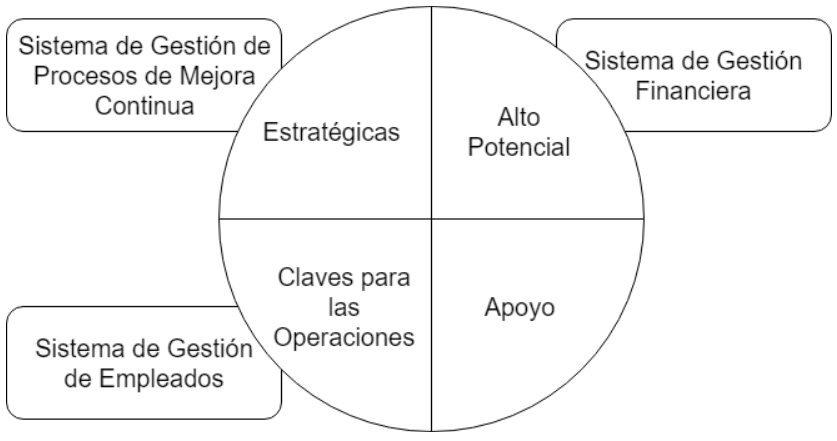 Sistema de Gestión de
Procesos de Mejora
Continua
Sistema de Gestión
Financiera
Estratégicas
Alto
Potencial
Claves para
las
Operaciones
Apoyo
Sistema de Gestión
de Empleados